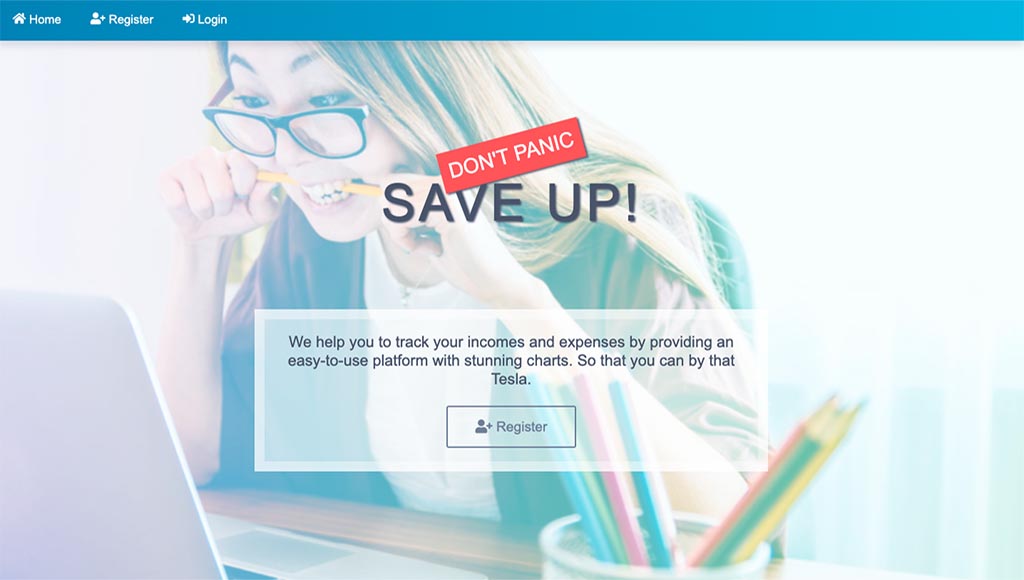 Home Register Login
DON'T PANIC
SAVE UP!
We help you to track your incomes and expenses by providing an
easy-to-use platform with stunning charts. So that you can by that
Tesla.
Register